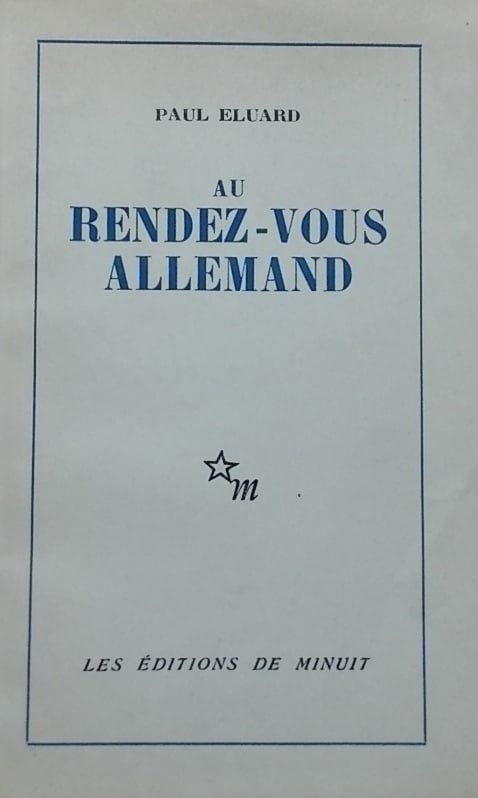 PAUL ELUARD
AU
RENDEZ-VOUS
ALLEMAND
m
LES ÉDITIONS DE MINUIT